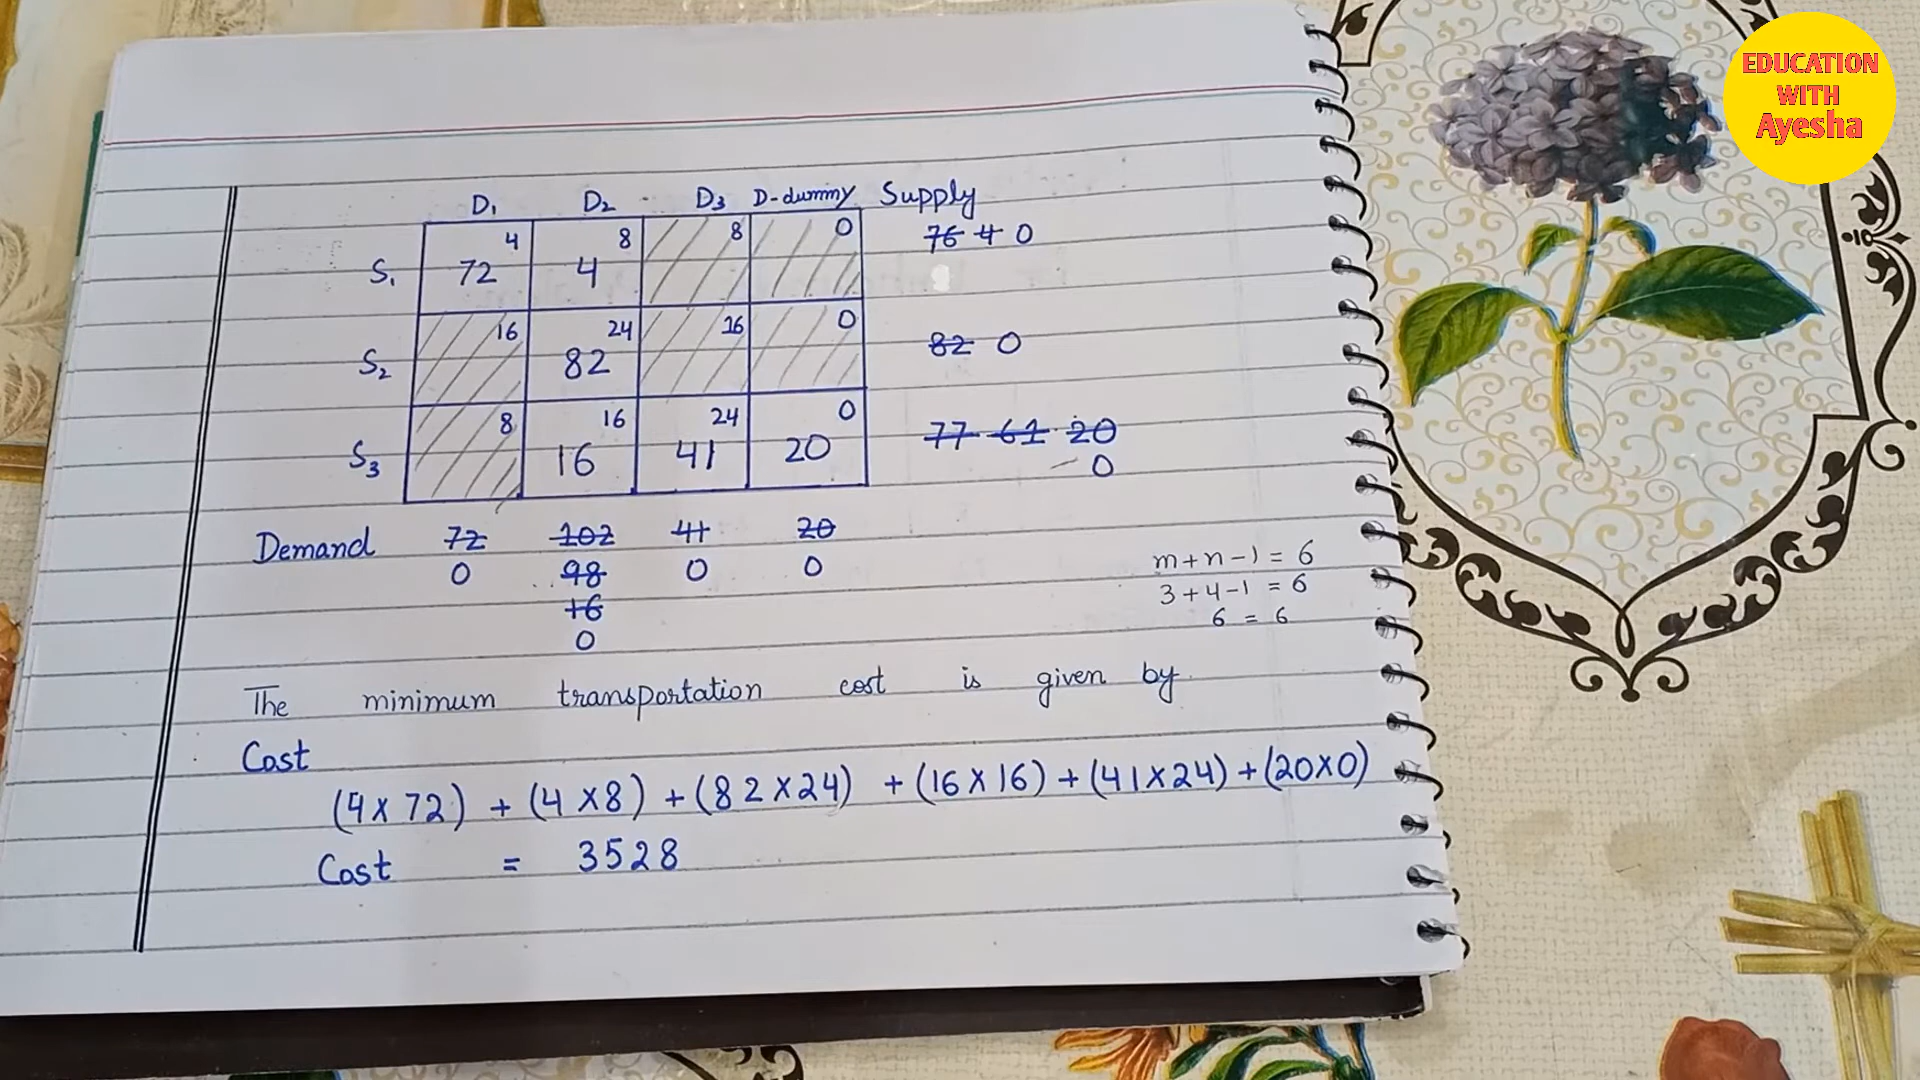 EDUCATION
WITH
Ayesha
D₁ D₂ D₃ D-dummy Supply
4 8 8 0
S₁ 72 4 76 4 0
16 24 16 0
S₂ 82 82 0
8 16 24 0
S₃ 16 41 20 77 61 20
0
Demand 72 102 41 20
0 98 0 0
16
0
m+n-1 = 6
3+4-1 = 6
6 = 6
The minimum transportation cost is given by
Cost
(4x72) + (4x8) + (82x24) + (16x16) + (41x24) + (20x0)
Cost = 3528